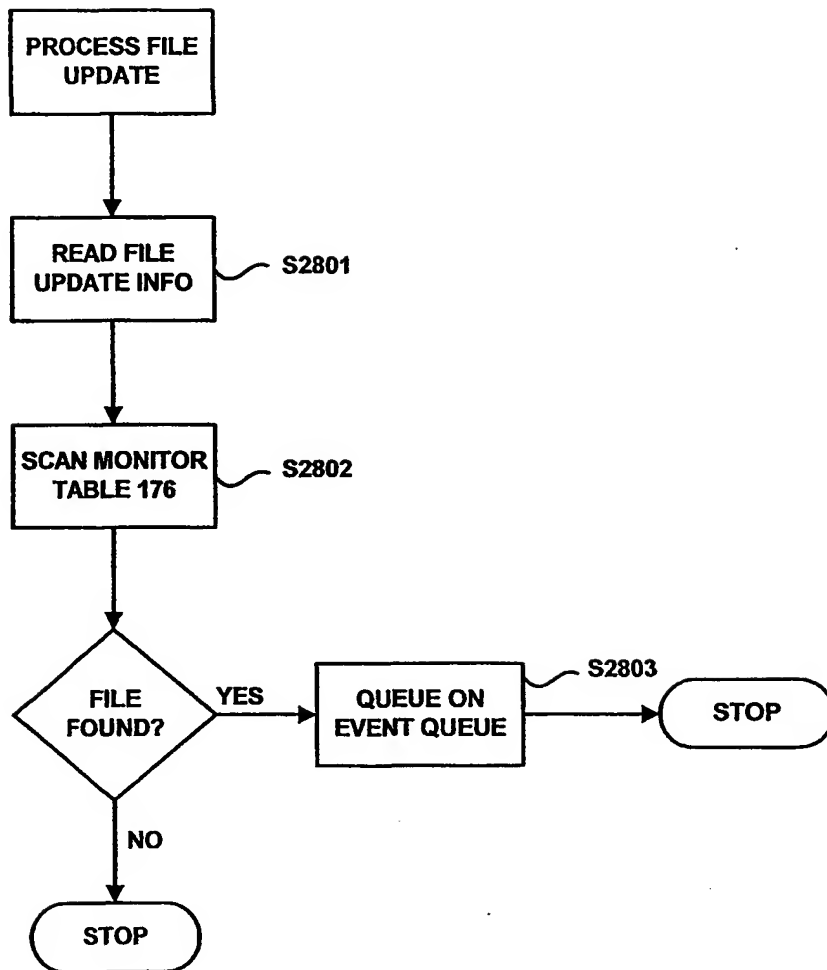 PROCESS FILE
UPDATE
READ FILE
UPDATE INFO
S2801
SCAN MONITOR
TABLE 176
S2802
FILE
FOUND?
YES
QUEUE ON
EVENT QUEUE
S2803
STOP
NO
STOP